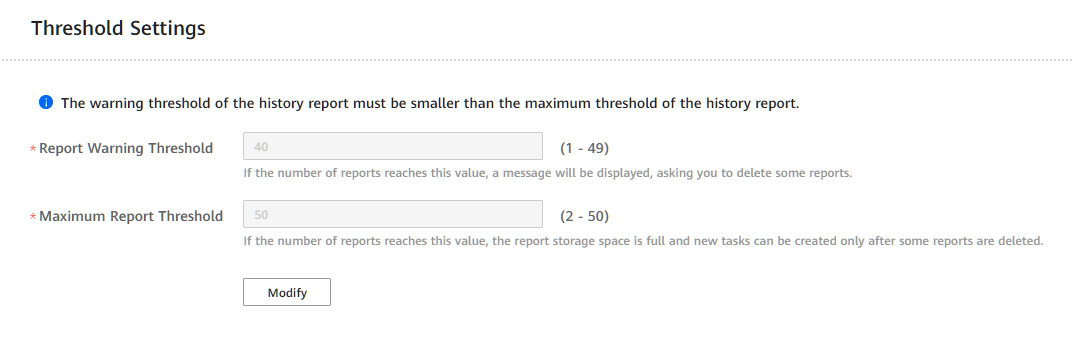 Threshold Settings
The warning threshold of the history report must be smaller than the maximum threshold of the history report.
* Report Warning Threshold 40 (1 - 49)
If the number of reports reaches this value, a message will be displayed, asking you to delete some reports.
* Maximum Report Threshold 50 (2 - 50)
If the number of reports reaches this value, the report storage space is full and new tasks can be created only after some reports are deleted.
Modify